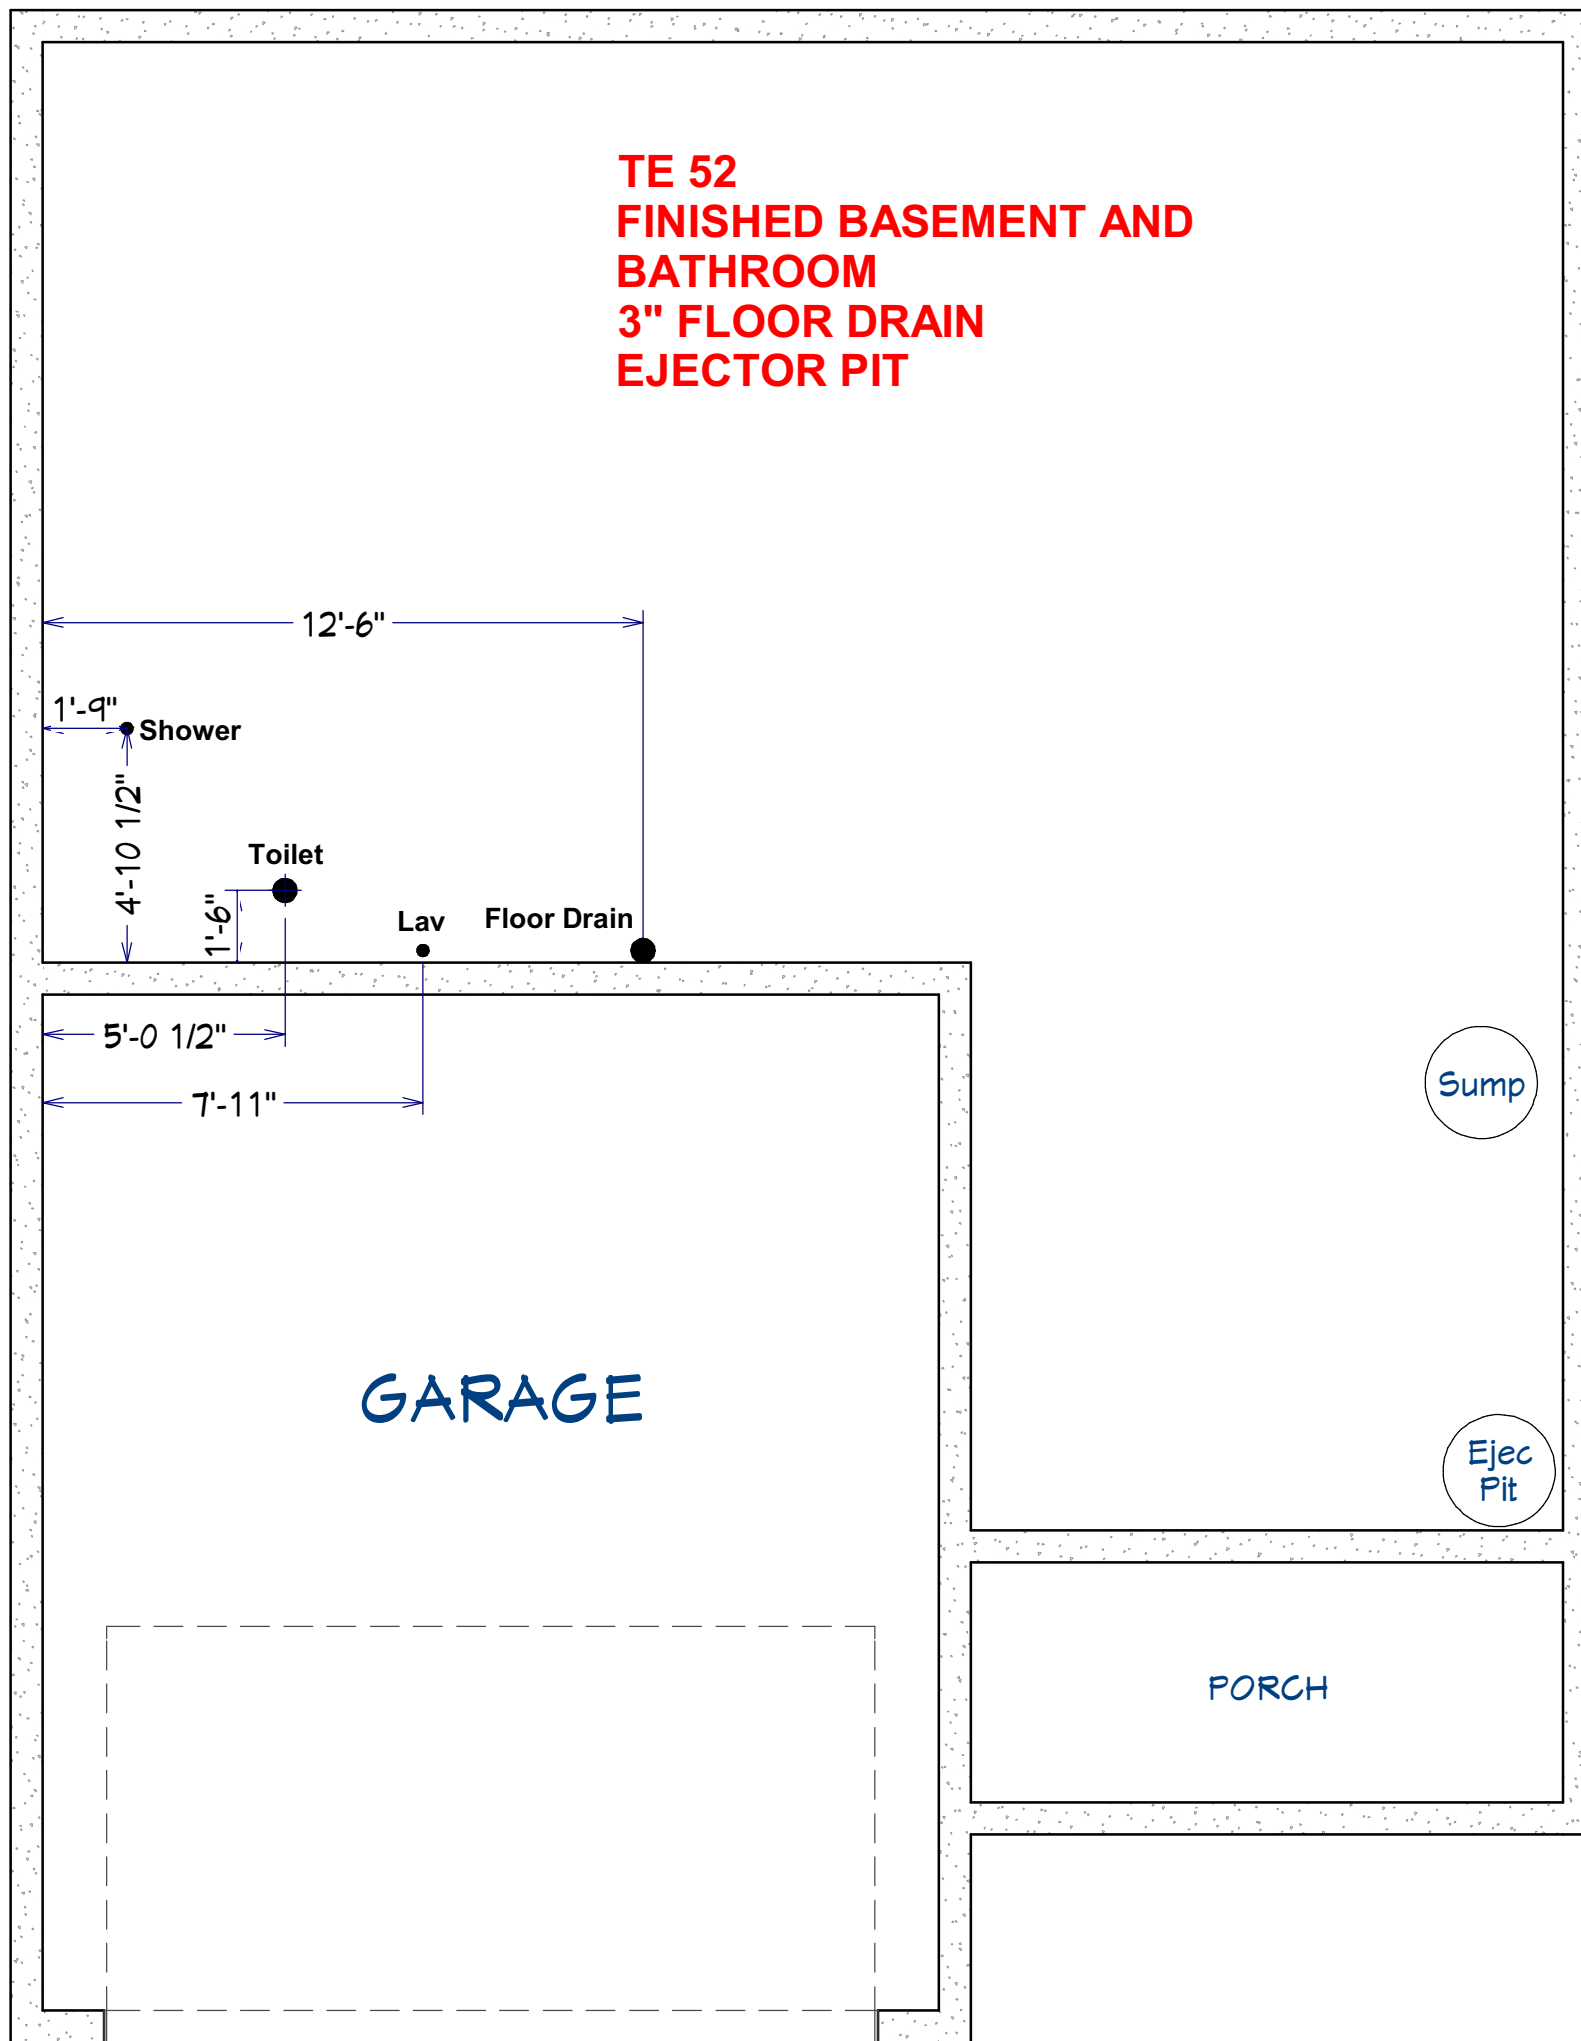 TE 52
FINISHED BASEMENT AND
BATHROOM
3" FLOOR DRAIN
EJECTOR PIT
12'-6"
1'-9"
Shower
4'-10 1/2"
Toilet
1'-6"
Lav
Floor Drain
5'-0 1/2"
7'-11"
Sump
GARAGE
Ejec
Pit
PORCH